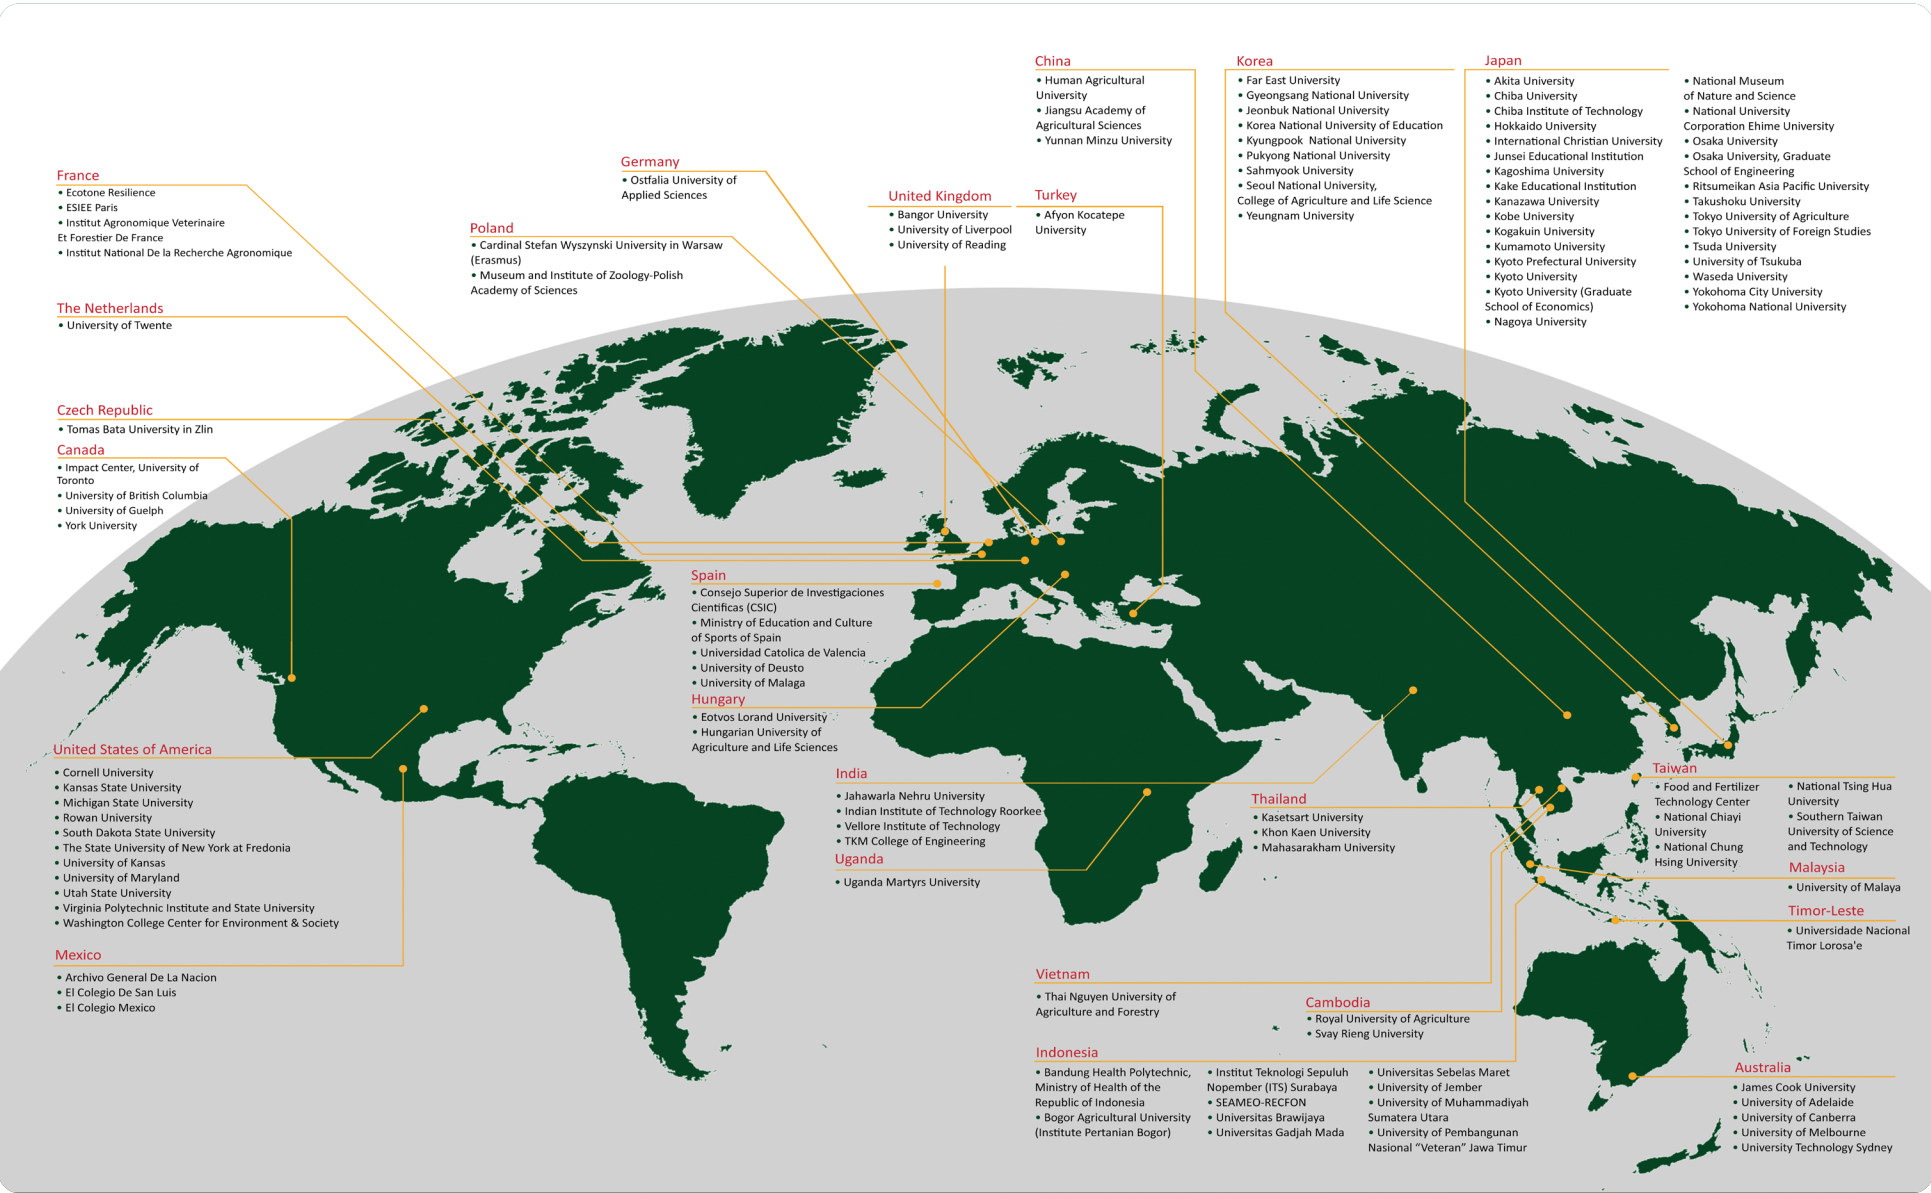 China
• Human Agricultural
University
• Jiangsu Academy of
Agricultural Sciences
• Yunnan Minzu University
Korea
• Far East University
• Gyeongsang National University
• Jeonbuk National University
• Korea National University of Education
• Kyungpook National University
• Pukyong National University
• Sahmyook University
• Seoul National University,
College of Agriculture and Life Science
• Yeungnam University
Japan
• Akita University
• Chiba University
• Chiba Institute of Technology
• Hokkaido University
• International Christian University
• Junsei Educational Institution
• Kagoshima University
• Kake Educational Institution
• Kanazawa University
• Kobe University
• Kogakuin University
• Kumamoto University
• Kyoto Prefectural University
• Kyoto University
• Kyoto University (Graduate
School of Economics)
• Nagoya University
• National Museum
of Nature and Science
• National University
Corporation Ehime University
• Osaka University
• Osaka University, Graduate
School of Engineering
• Ritsumeikan Asia Pacific University
• Takushoku University
• Tokyo University of Agriculture
• Tokyo University of Foreign Studies
• Tsuda University
• University of Tsukuba
• Waseda University
• Yokohoma City University
• Yokohoma National University
France
• Ecotone Resilience
• ESIEE Paris
• Institut Agronomique Veterinaire
Et Forestier De France
• Institut National De la Recherche Agronomique
Germany
• Ostfalia University of
Applied Sciences
Poland
• Cardinal Stefan Wyszynski University in Warsaw
(Erasmus)
• Museum and Institute of Zoology-Polish
Academy of Sciences
United Kingdom
• Bangor University
• University of Liverpool
• University of Reading
Turkey
• Afyon Kocatepe
University
The Netherlands
• University of Twente
Czech Republic
• Tomas Bata University in Zlin
Canada
• Impact Center, University of
Toronto
• University of British Columbia
• University of Guelph
• York University
Spain
• Consejo Superior de Investigaciones
Cientificas (CSIC)
• Ministry of Education and Culture
of Sports of Spain
• Universidad Catolica de Valencia
• University of Deusto
• University of Malaga
Hungary
• Eotvos Lorand University
• Hungarian University of
Agriculture and Life Sciences
United States of America
• Cornell University
• Kansas State University
• Michigan State University
• Rowan University
• South Dakota State University
• The State University of New York at Fredonia
• University of Kansas
• University of Maryland
• Utah State University
• Virginia Polytechnic Institute and State University
• Washington College Center for Environment & Society
Mexico
• Archivo General De La Nacion
• El Colegio De San Luis
• El Colegio Mexico
India
• Jahawarla Nehru University
• Indian Institute of Technology Roorkee
• Vellore Institute of Technology
• TKM College of Engineering
Uganda
• Uganda Martyrs University
Thailand
• Kasetsart University
• Khon Kaen University
• Mahasarakham University
Taiwan
• Food and Fertilizer
Technology Center
• National Chiayi
University
• National Chung
Hsing University
• National Tsing Hua
University
• Southern Taiwan
University of Science
and Technology
Malaysia
• University of Malaya
Timor-Leste
• Universidade Nacional
Timor Lorosa'e
Vietnam
• Thai Nguyen University of
Agriculture and Forestry
Cambodia
• Royal University of Agriculture
• Svay Rieng University
Indonesia
• Bandung Health Polytechnic,
Ministry of Health of the
Republic of Indonesia
• Bogor Agricultural University
(Institute Pertanian Bogor)
• Institut Teknologi Sepuluh
Nopember (ITS) Surabaya
• SEAMEO-RECFON
• Universitas Brawijaya
• Universitas Gadjah Mada
• Universitas Sebelas Maret
• University of Jember
• University of Muhammadiyah
Sumatera Utara
• University of Pembangunan
Nasional “Veteran” Jawa Timur
Australia
• James Cook University
• University of Adelaide
• University of Canberra
• University of Melbourne
• University Technology Sydney